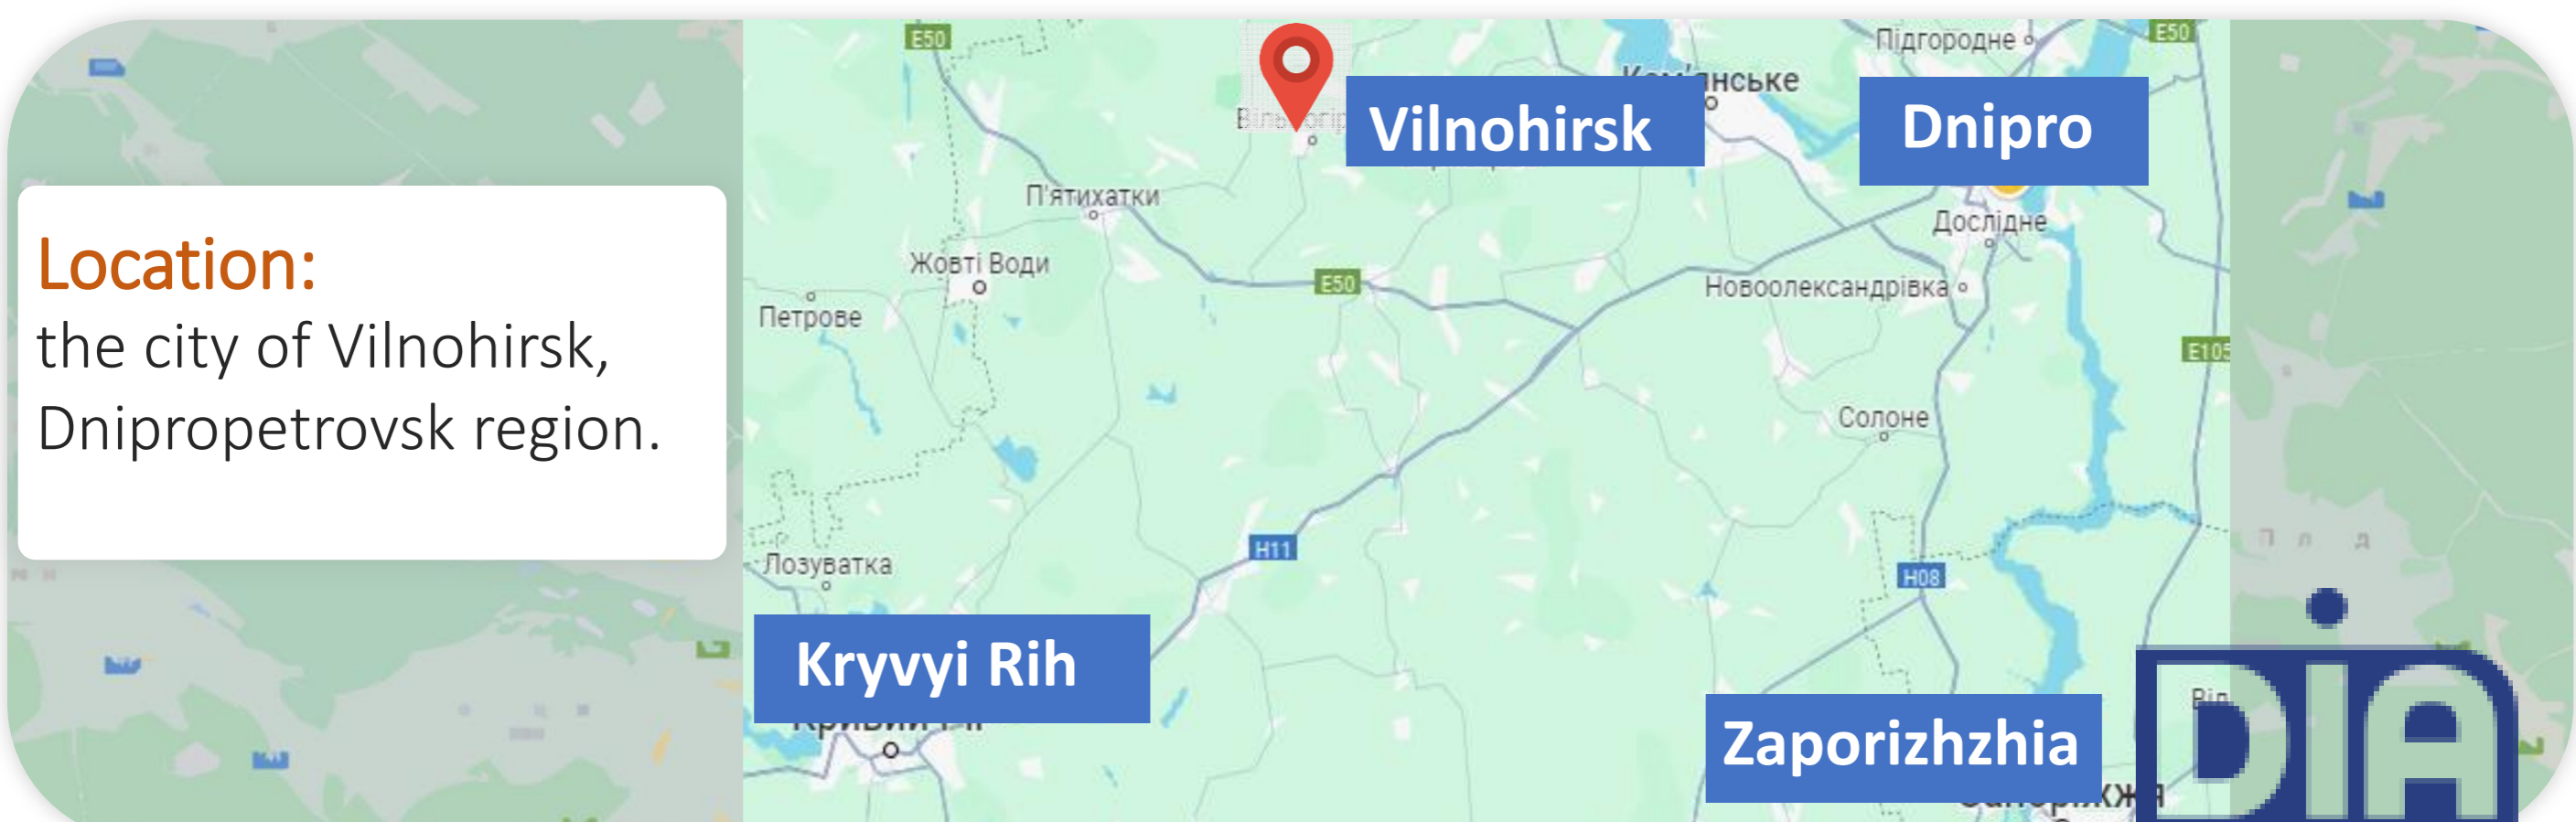 E50
Підгородне
E50
Vilnohirsk
Dnipro
П'ятихатки
Дослідне
Location:
the city of Vilnohirsk,
Dnipropetrovsk region.
Жовті Води
E50
Новоолександрівка
Петрове
E105
Солоне
H11
Лозуватка
H08
Kryvyi Rih
Zaporizhzhia
DIA